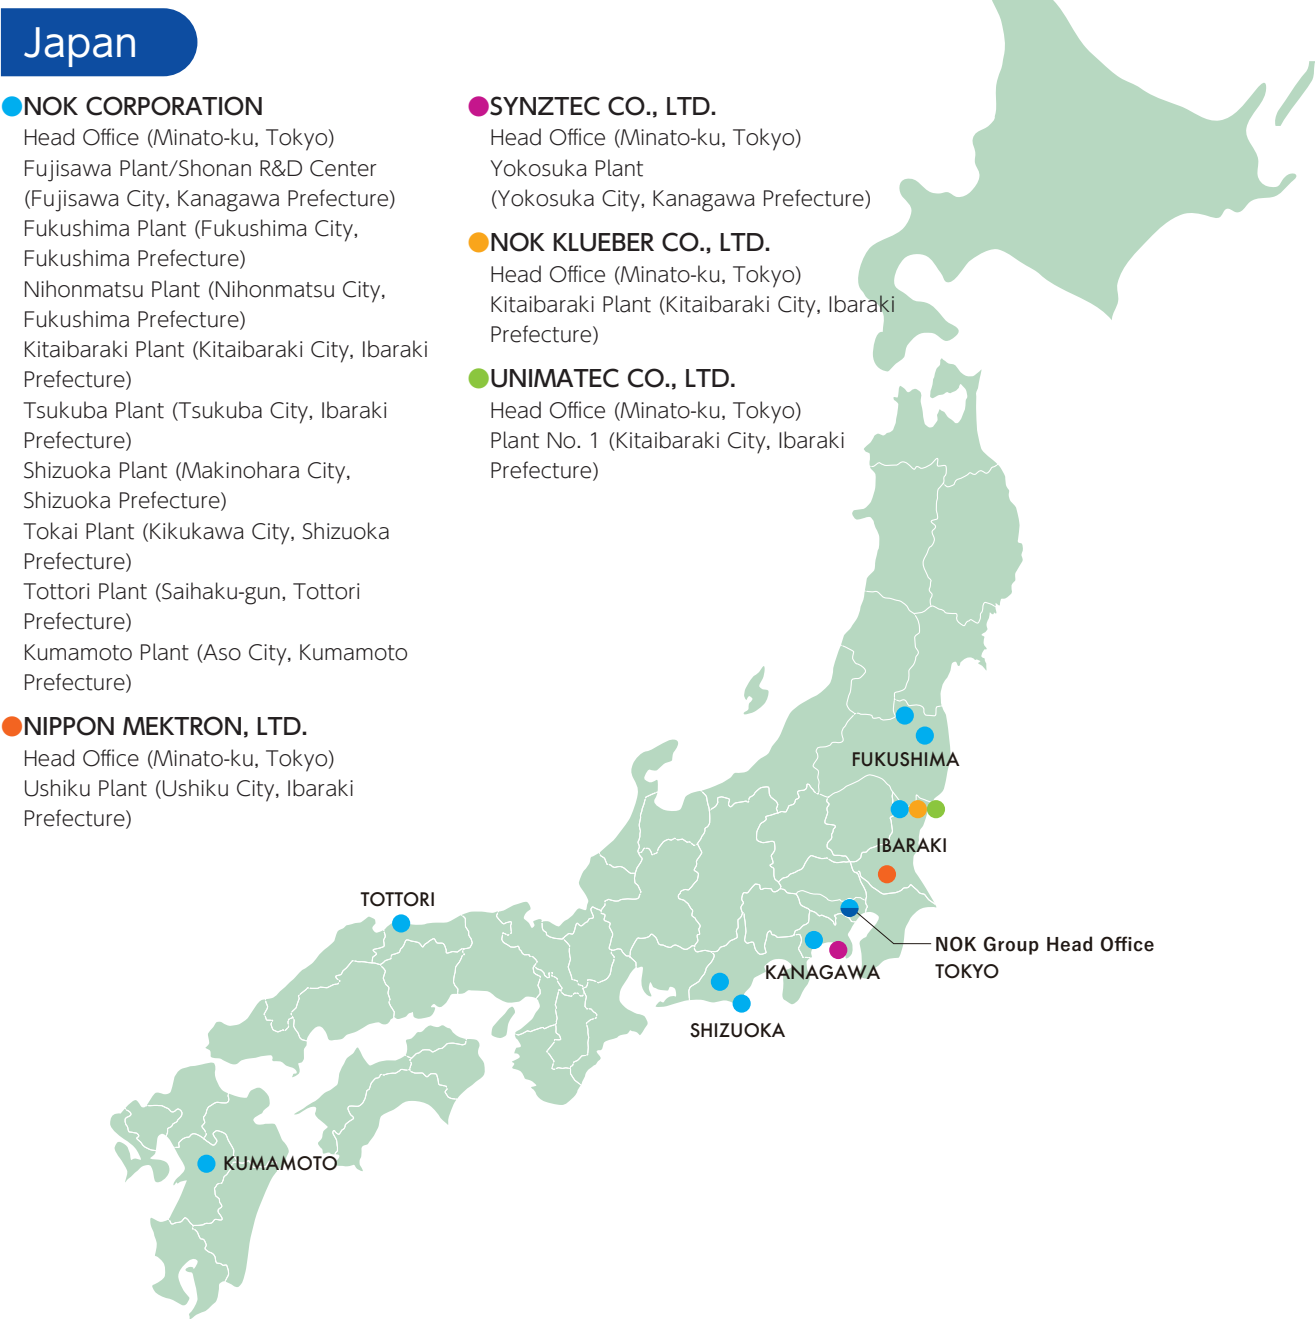 Japan
NOK CORPORATION
Head Office (Minato-ku, Tokyo)
Fujisawa Plant/Shonan R&D Center
(Fujisawa City, Kanagawa Prefecture)
Fukushima Plant (Fukushima City,
Fukushima Prefecture)
Nihonmatsu Plant (Nihonmatsu City,
Fukushima Prefecture)
Kitaibaraki Plant (Kitaibaraki City, Ibaraki
Prefecture)
Tsukuba Plant (Tsukuba City, Ibaraki
Prefecture)
Shizuoka Plant (Makinohara City,
Shizuoka Prefecture)
Tokai Plant (Kikukawa City, Shizuoka
Prefecture)
Tottori Plant (Saihaku-gun, Tottori
Prefecture)
Kumamoto Plant (Aso City, Kumamoto
Prefecture)
NIPPON MEKTRON, LTD.
Head Office (Minato-ku, Tokyo)
Ushiku Plant (Ushiku City, Ibaraki
Prefecture)
SYNZTEC CO., LTD.
Head Office (Minato-ku, Tokyo)
Yokosuka Plant
(Yokosuka City, Kanagawa Prefecture)
NOK KLUEBER CO., LTD.
Head Office (Minato-ku, Tokyo)
Kitaibaraki Plant (Kitaibaraki City, Ibaraki
Prefecture)
UNIMATEC CO., LTD.
Head Office (Minato-ku, Tokyo)
Plant No. 1 (Kitaibaraki City, Ibaraki
Prefecture)
FUKUSHIMA
IBARAKI
TOTTORI
NOK Group Head Office
TOKYO
KANAGAWA
SHIZUOKA
KUMAMOTO